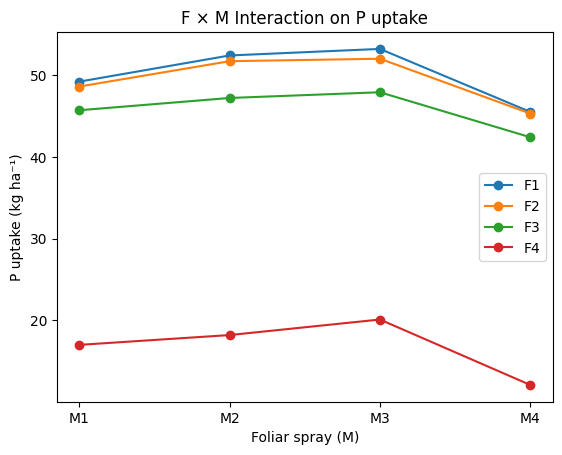 F × M Interaction on P uptake
P uptake (kg ha⁻¹)
50
40
30
20
F1
F2
F3
F4
M1 M2 M3 M4
Foliar spray (M)